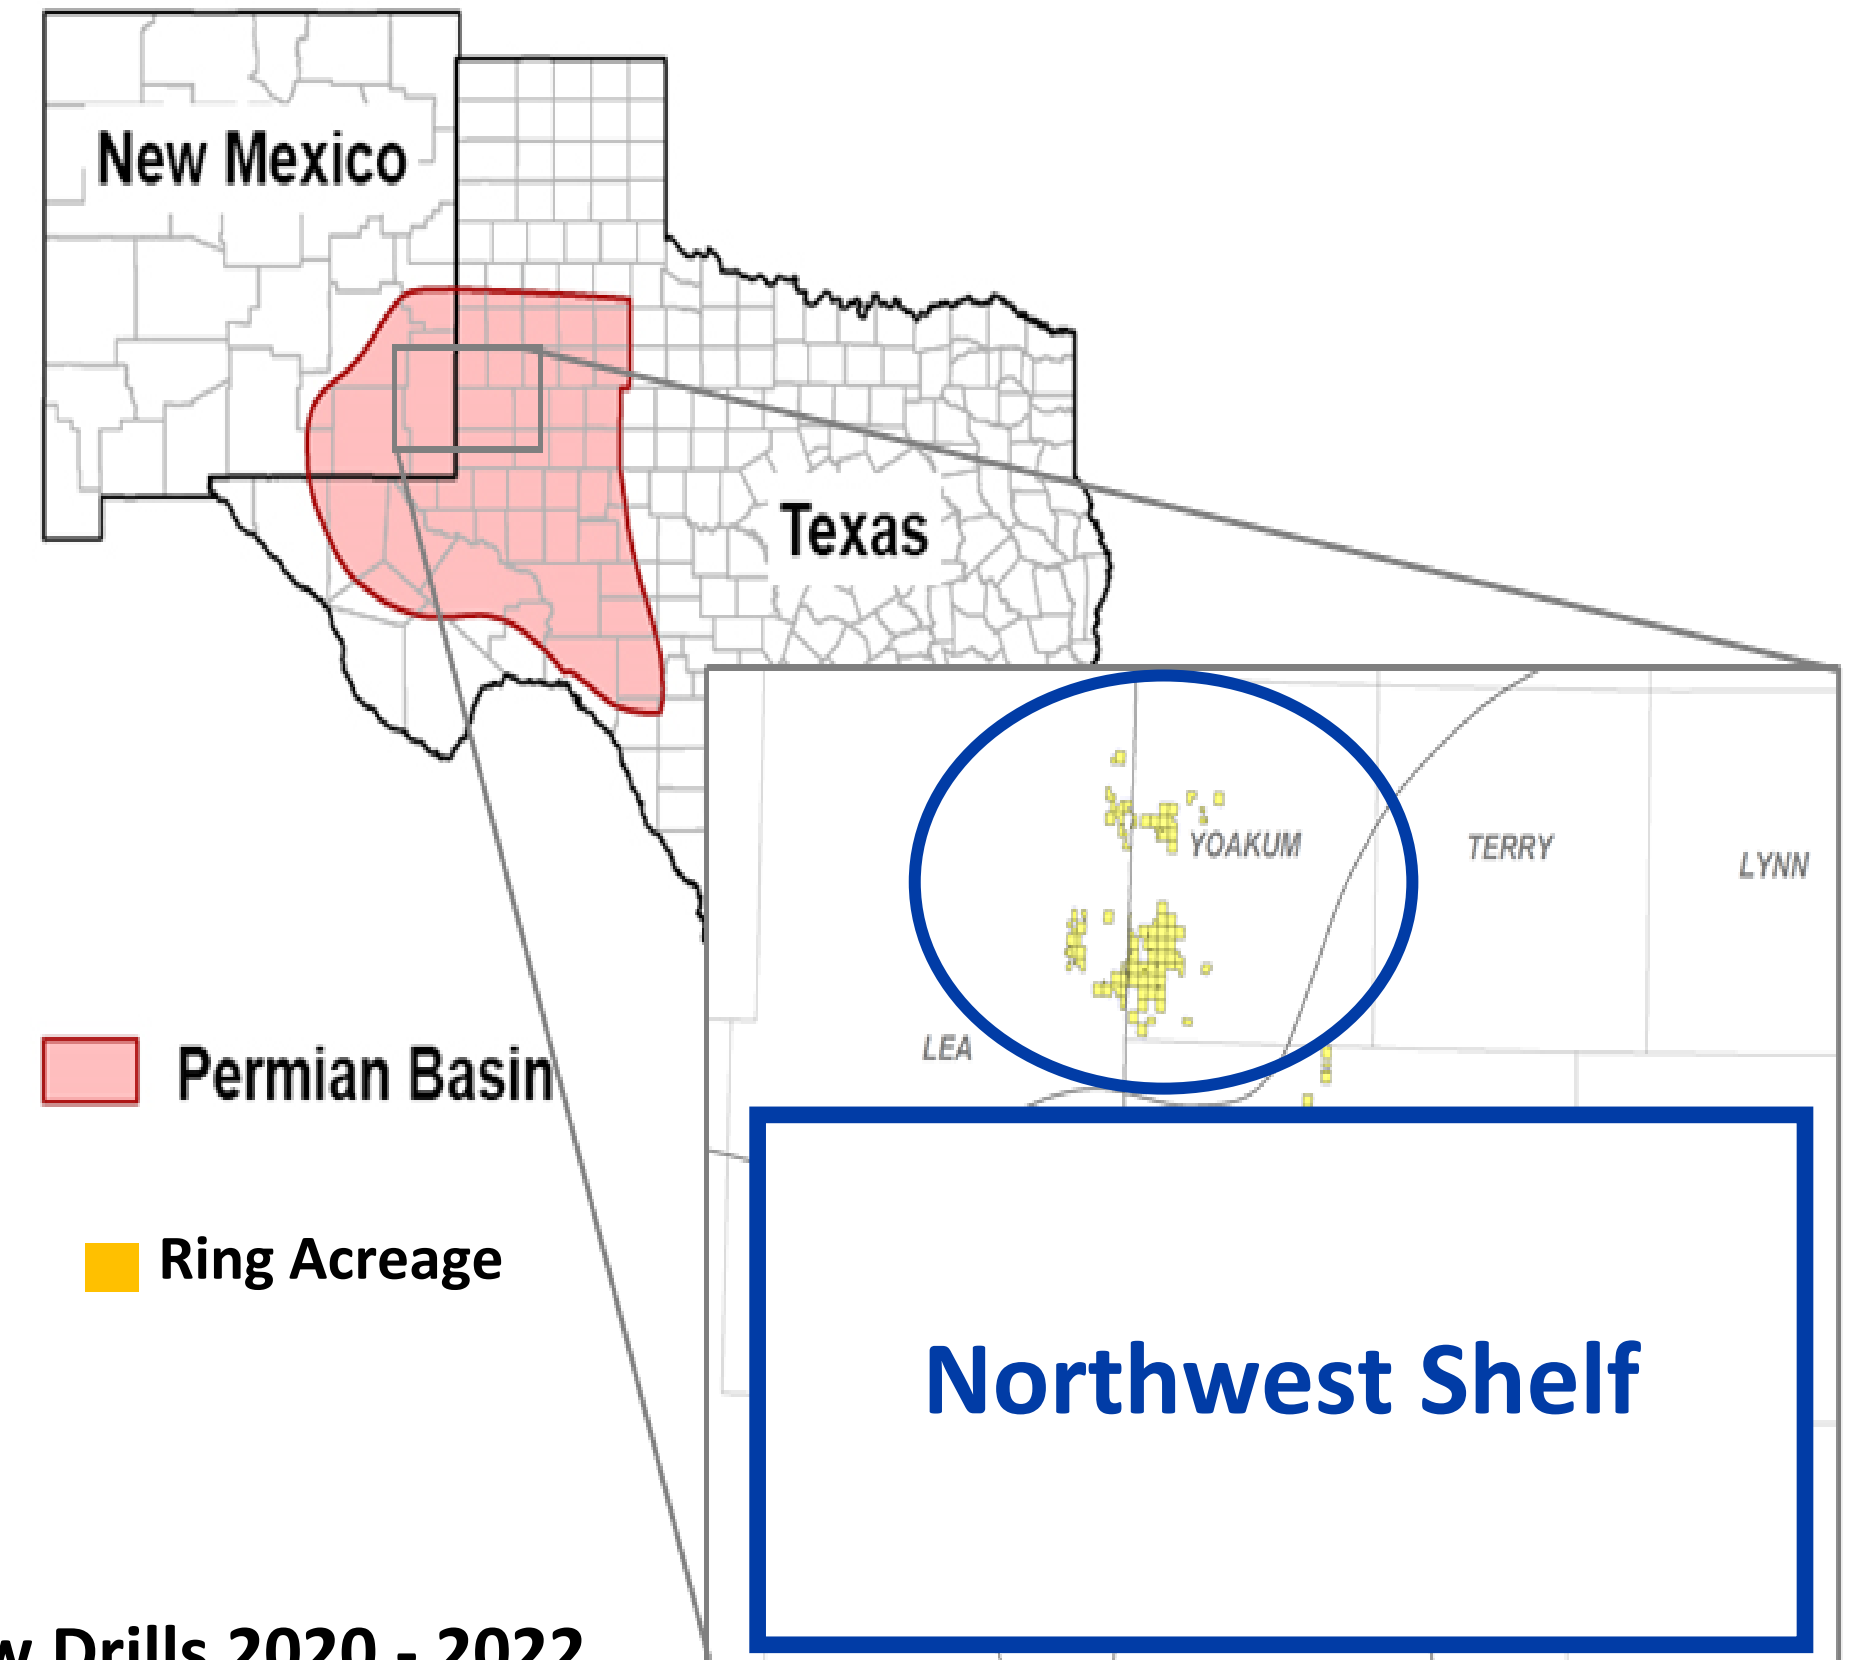 New Mexico
Texas
YOAKUM
TERRY
LYNN
LEA
Permian Basin
Ring Acreage
Northwest Shelf
w Drills 2020 - 2022